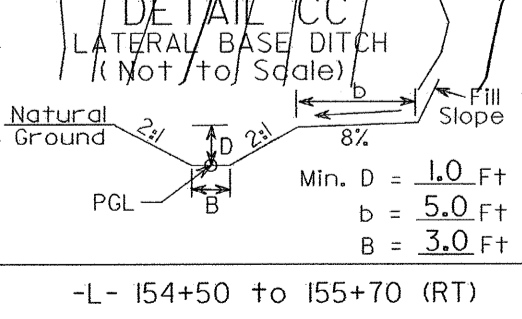 DETAIL CC
LATERAL BASE DITCH
(Not to Scale)
b
Natural
Ground
2:1
D
2:1
8%
Fill
Slope
PGL
B
Min. D = 1.0 Ft
b = 5.0 Ft
B = 3.0 Ft
-L- 154+50 to 155+70 (RT)